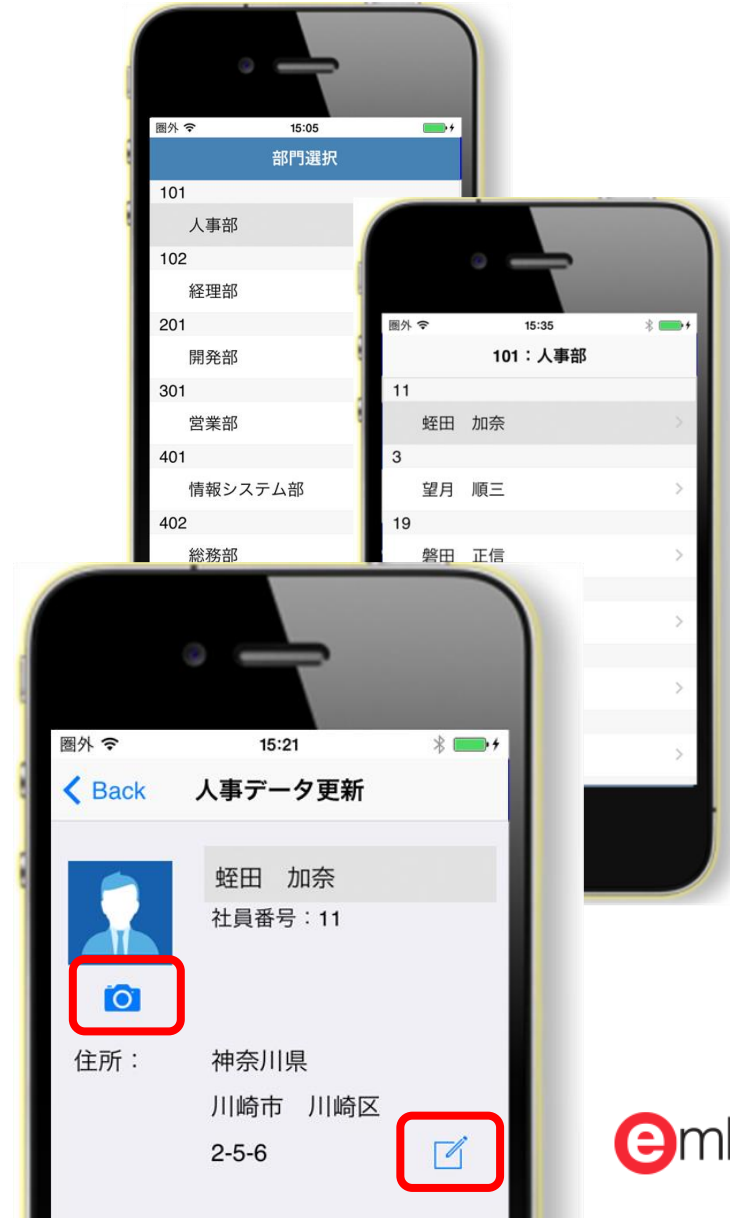 圏外 15:05
部門選択
101
人事部
102
経理部
201
開発部
301
営業部
401
情報システム部
402
総務部
圏外 15:35
101：人事部
11
蛭田 加奈
3
望月 順三
19
磐田 正信
圏外 15:21
Back 人事データ更新
蛭田 加奈
社員番号：11
住所： 神奈川県
川崎市 川崎区
2-5-6